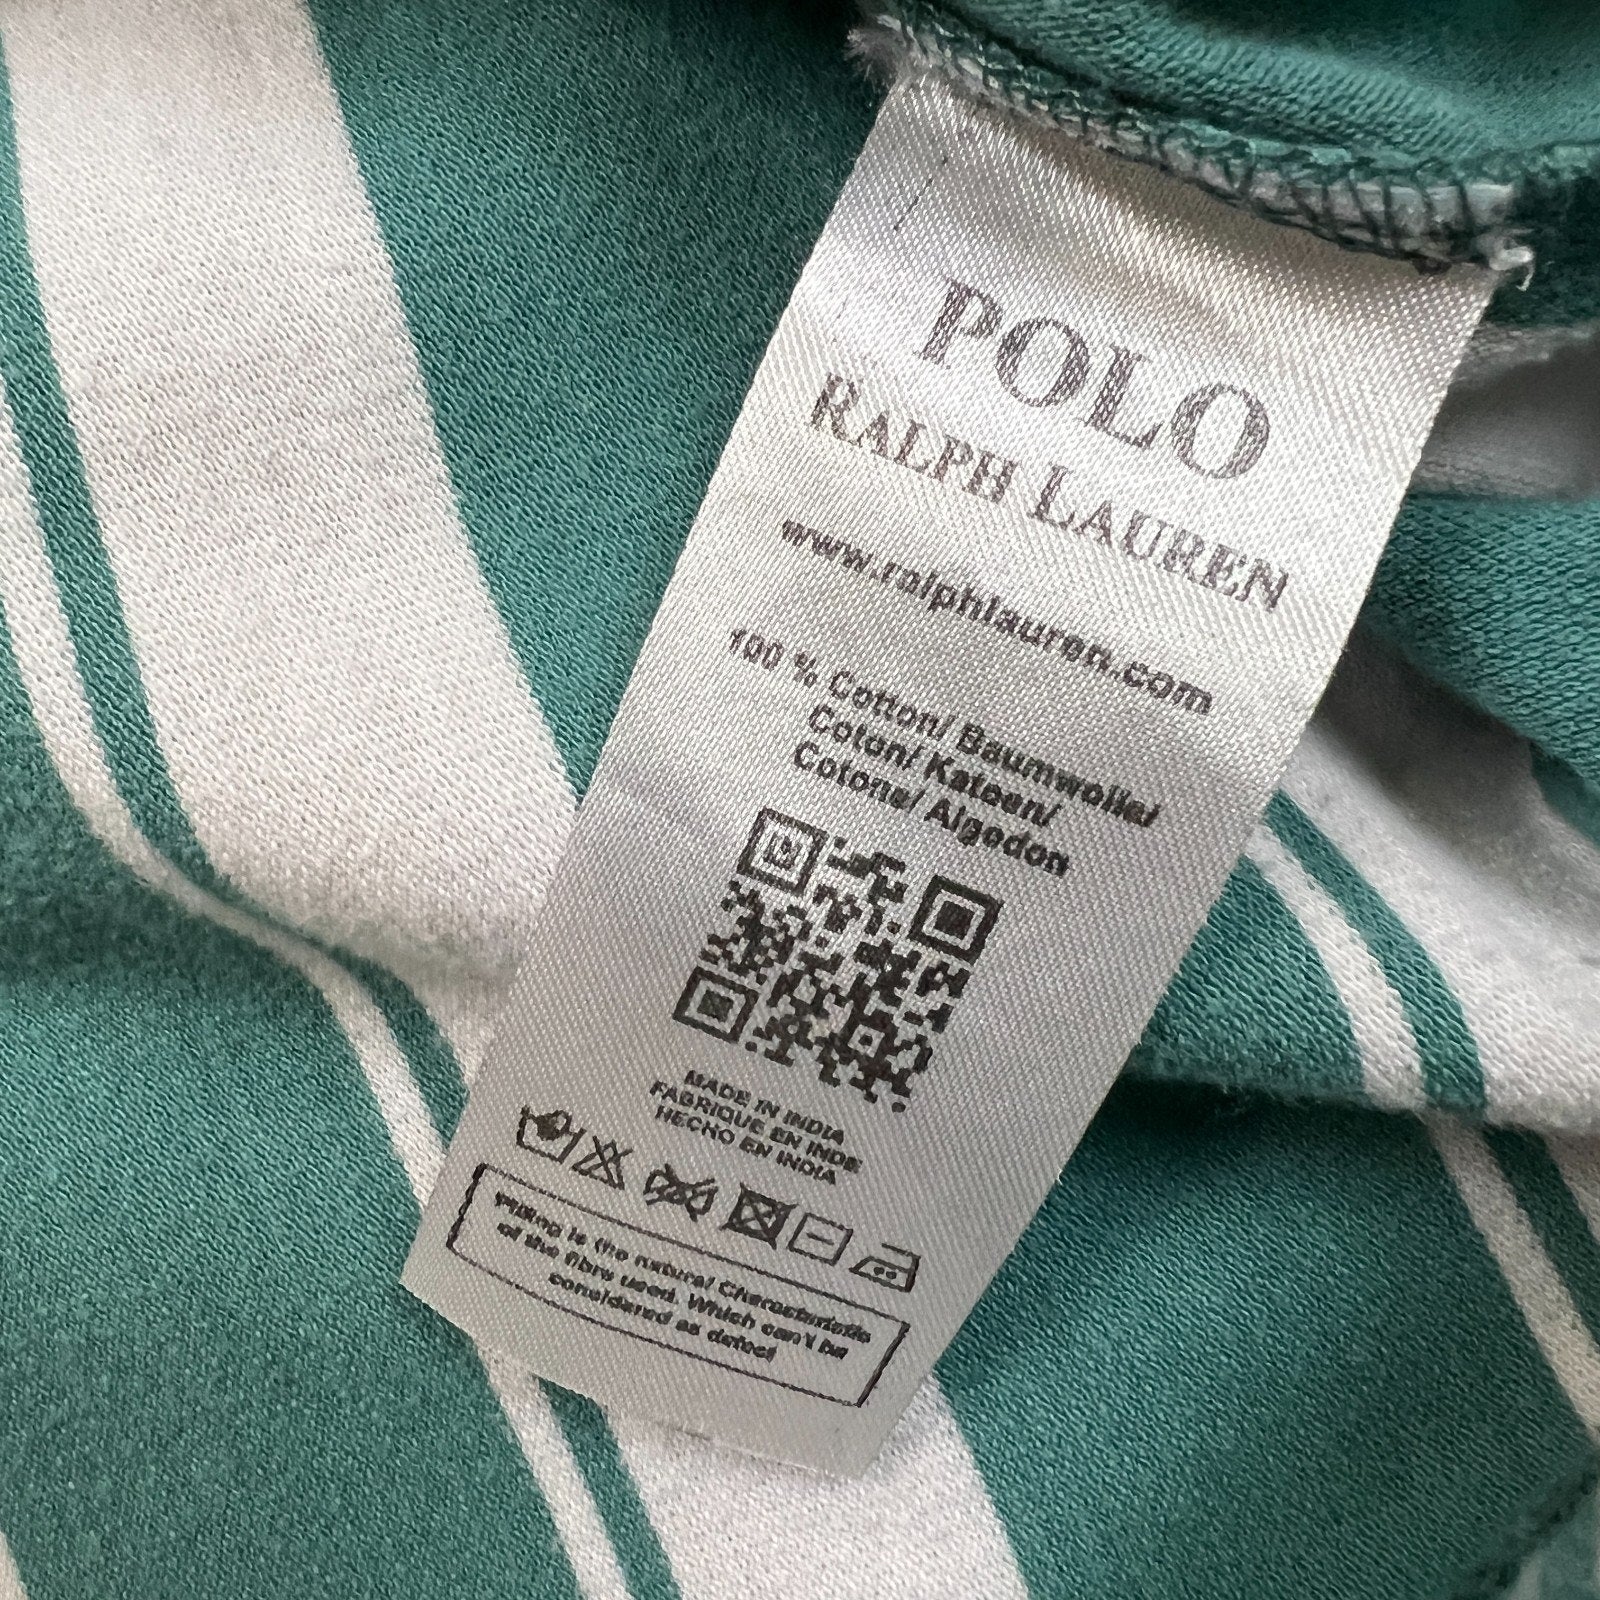 POLO
RALPH LAUREN
www.ralphlauren.com
100 % Cotton/ Baumwolle/
Coton/ Katoen/
Cotone/ Algodon
MADE IN INDIA
FABRIQUE EN INDE
HECHO EN INDIA
Piping is the natural Characteristic
of the fibre used. Which can't be
considered as defect